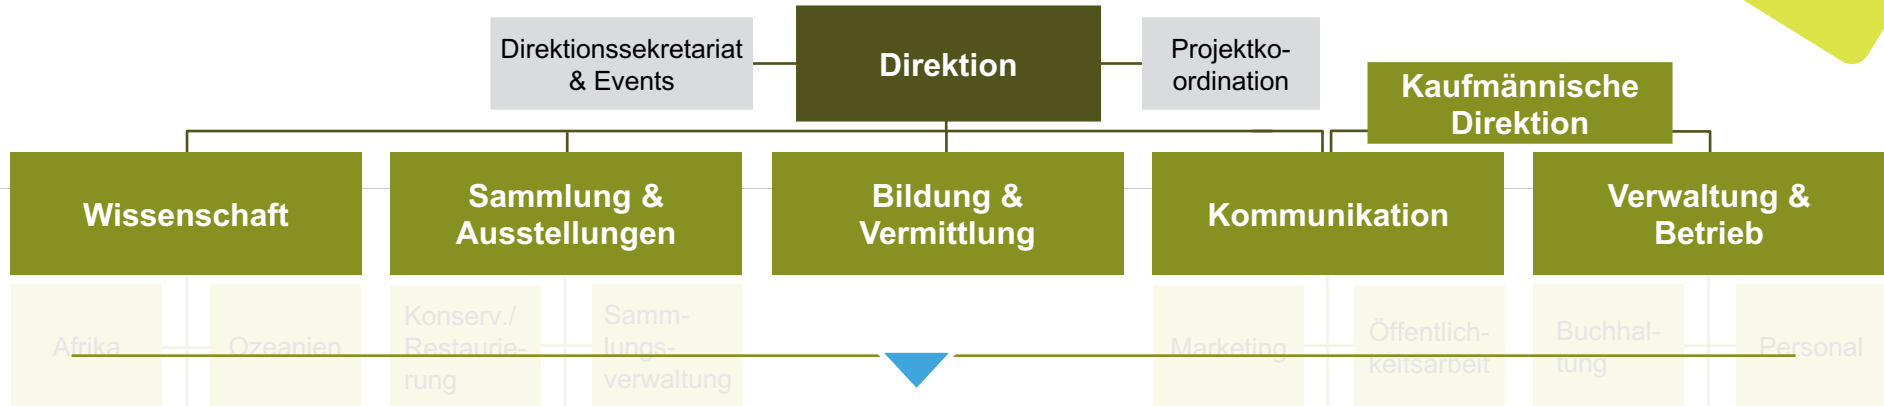 Direktionssekretariat
& Events
Direktion
Projektko-
ordination
Kaufmännische
Direktion
Wissenschaft
Sammlung &
Ausstellungen
Bildung &
Vermittlung
Kommunikation
Verwaltung &
Betrieb
Afrika
Ozeanien
Konserv./
Restaurie-
rung
Samm-
lungs-
verwaltung
Marketing
Öffentlich-
keitsarbeit
Buchhal-
tung
Personal